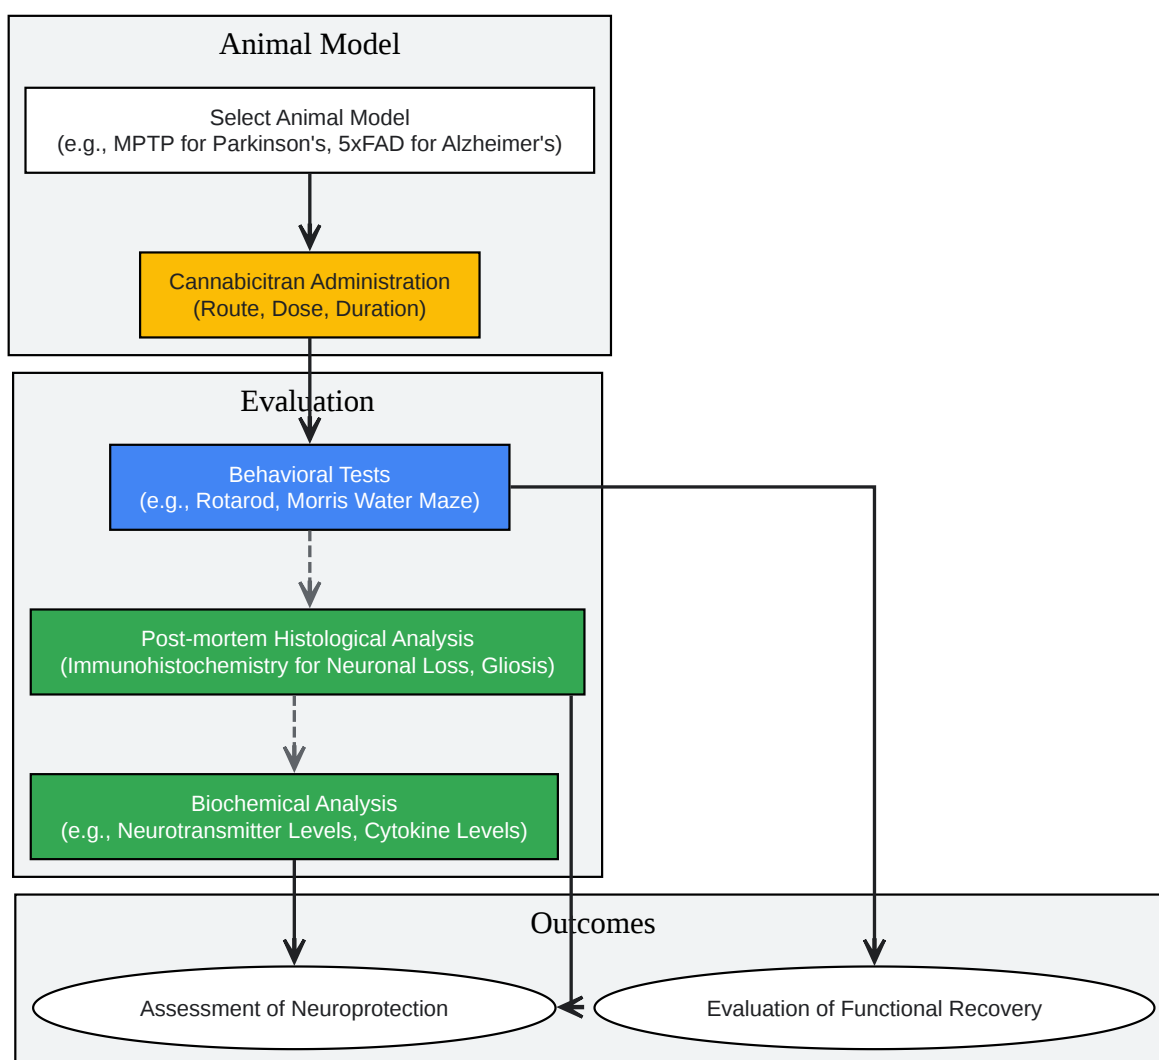 Animal Model
Select Animal Model
(e.g., MPTP for Parkinson's, 5xFAD for Alzheimer's)
Cannabicitran Administration
(Route, Dose, Duration)
Evaluation
Behavioral Tests
(e.g., Rotarod, Morris Water Maze)
Post-mortem Histological Analysis
(Immunohistochemistry for Neuronal Loss, Gliosis)
Biochemical Analysis
(e.g., Neurotransmitter Levels, Cytokine Levels)
Outcomes
Assessment of Neuroprotection
Evaluation of Functional Recovery